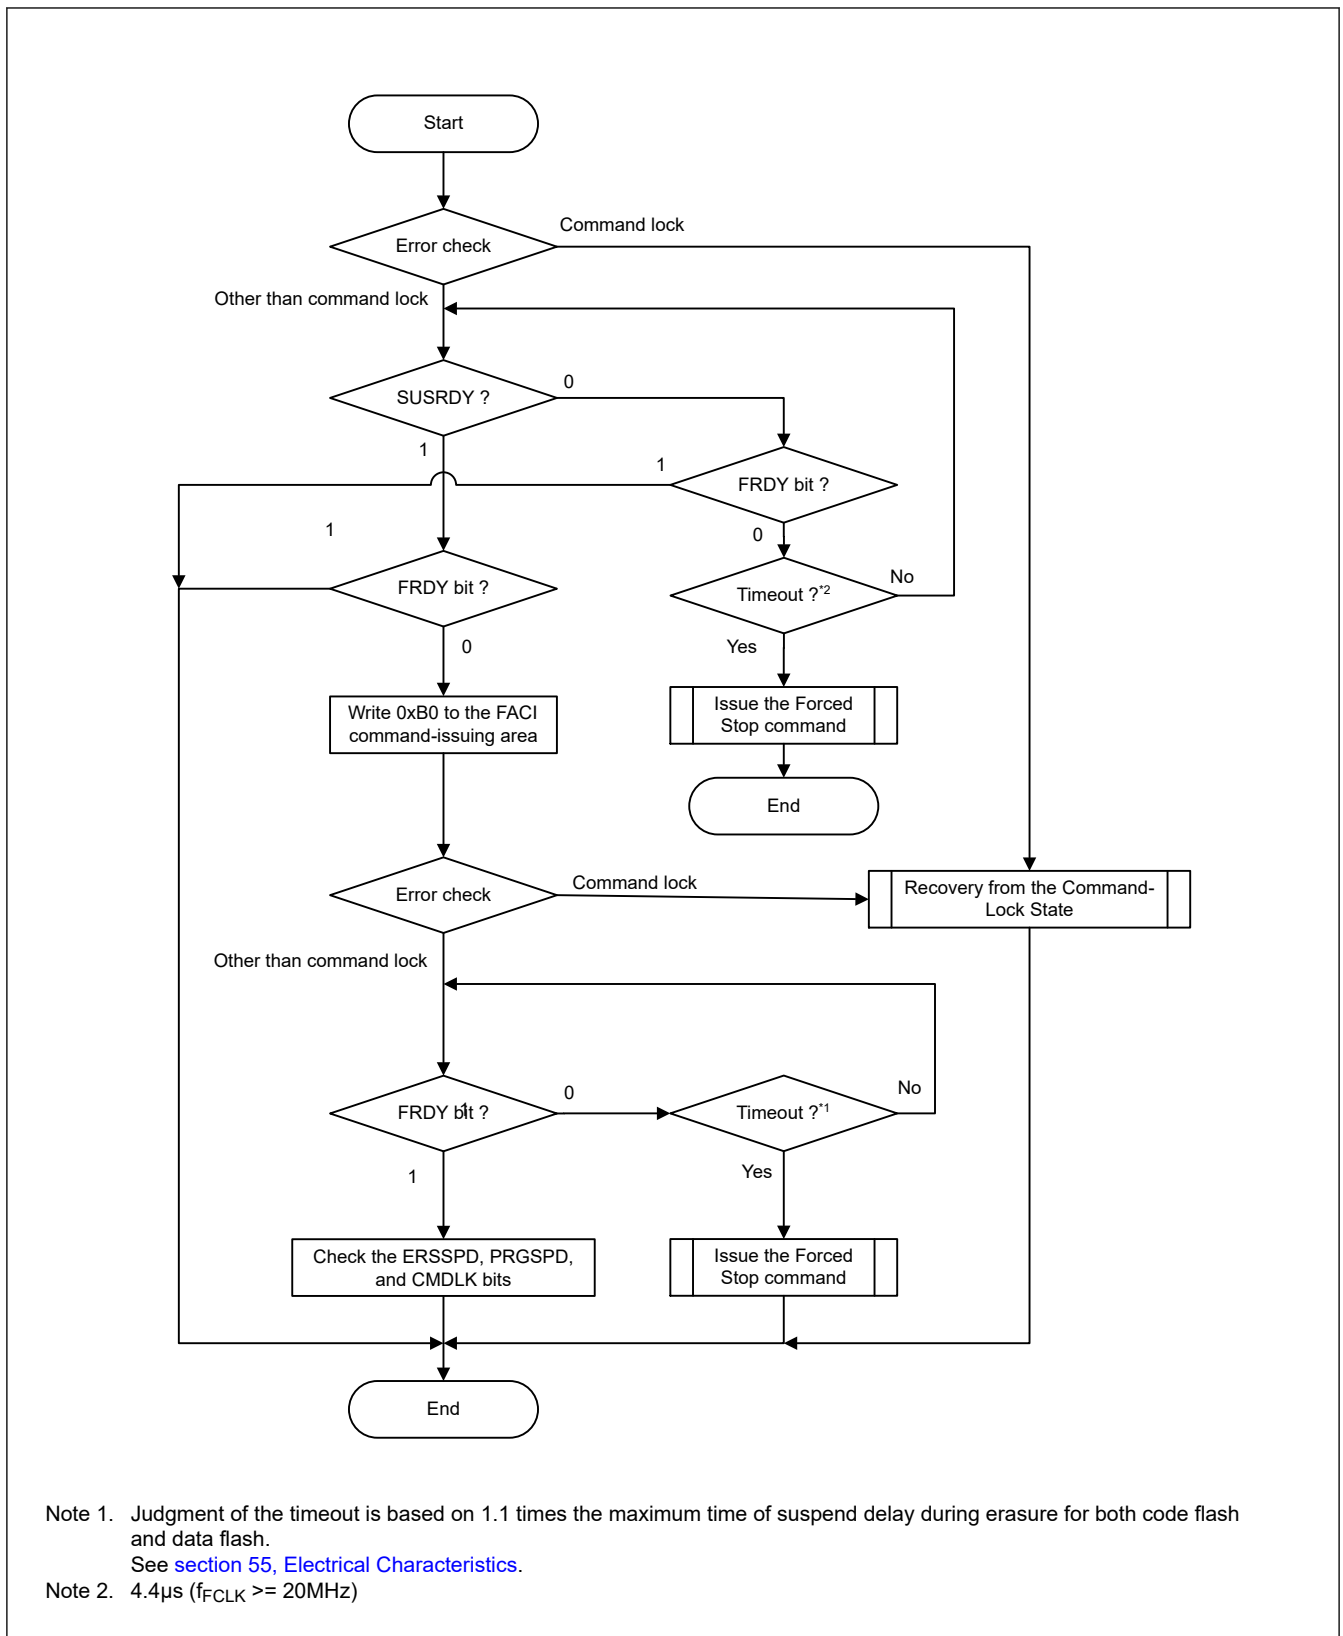 Start
Error check
Command lock
Other than command lock
SUSRDY ?
0
1
1
FRDY bit ?
1
0
FRDY bit ?
Timeout ?*2
No
0
Yes
Write 0xB0 to the FACI
command-issuing area
Issue the Forced
Stop command
End
Error check
Command lock
Recovery from the Command-
Lock State
Other than command lock
FRDY bit ?
1
0
Timeout ?*1
No
1
Yes
Check the ERSSPD, PRGSPD,
and CMDLK bits
Issue the Forced
Stop command
End
Note 1. Judgment of the timeout is based on 1.1 times the maximum time of suspend delay during erasure for both code flash
and data flash.
See section 55, Electrical Characteristics.
Note 2. 4.4µs (fFCLK >= 20MHz)